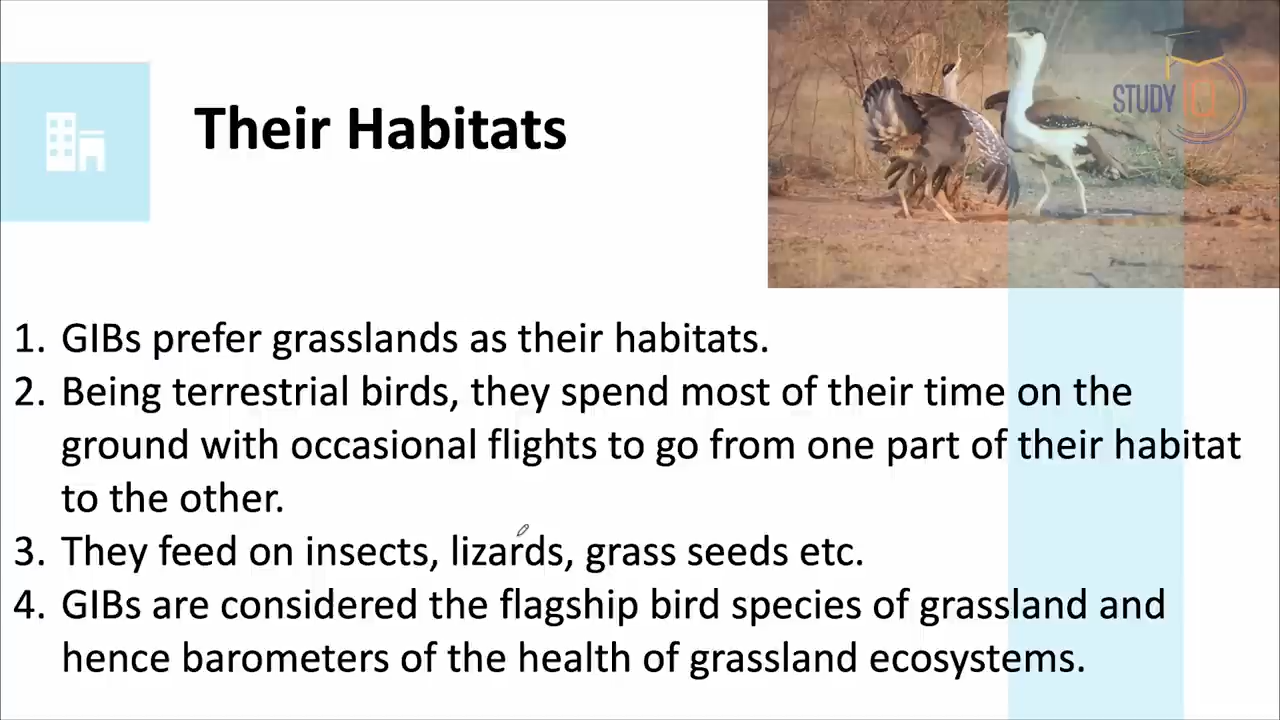 STUDY
Their Habitats
1. GIBs prefer grasslands as their habitats.
2. Being terrestrial birds, they spend most of their time on the
ground with occasional flights to go from one part of their habitat
to the other.
3. They feed on insects, lizards, grass seeds etc.
4. GIBs are considered the flagship bird species of grassland and
hence barometers of the health of grassland ecosystems.